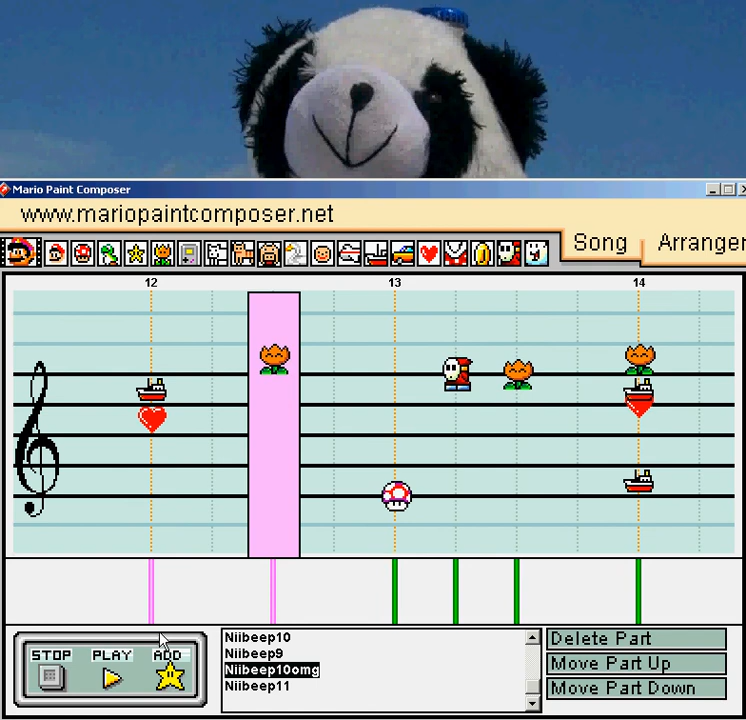 Mario Paint Composer
www.mariopaintcomposer.net
Song Arranger
12 13 14
STOP PLAY ADD
Niibeep10
Niibeep9
Niibeep10omg
Niibeep11
Delete Part
Move Part Up
Move Part Down